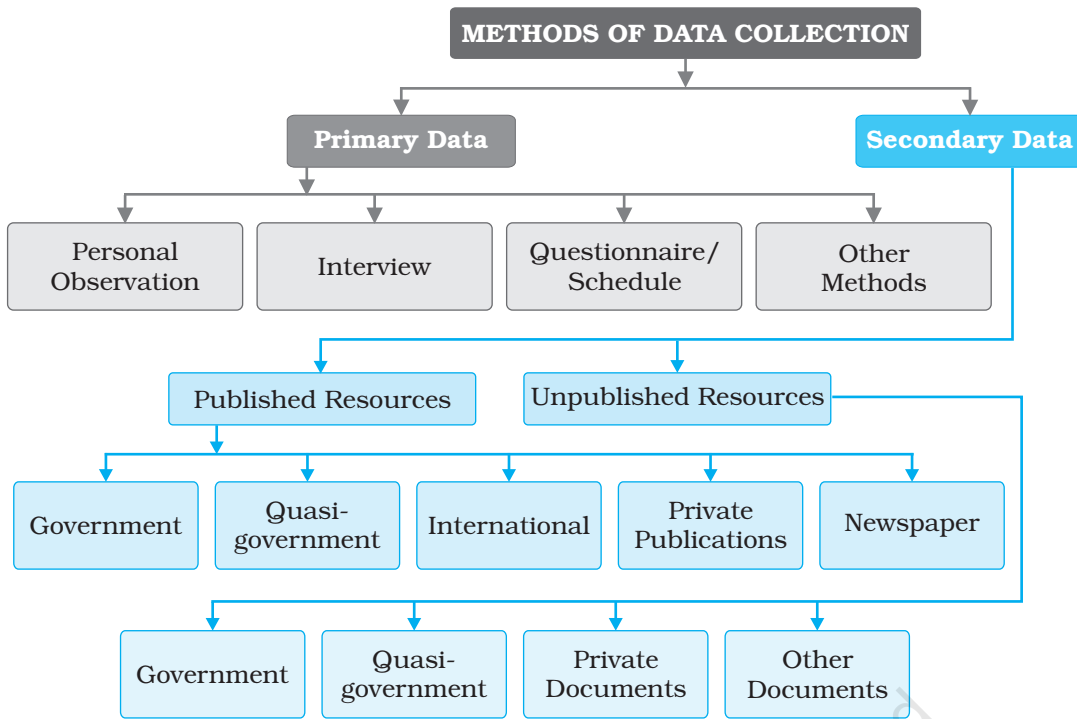 METHODS OF DATA COLLECTION
Primary Data
Secondary Data
Personal
Observation
Interview
Questionnaire/
Schedule
Other
Methods
Published Resources
Unpublished Resources
Government
Quasi-
government
International
Private
Publications
Newspaper
Government
Quasi-
government
Private
Documents
Other
Documents